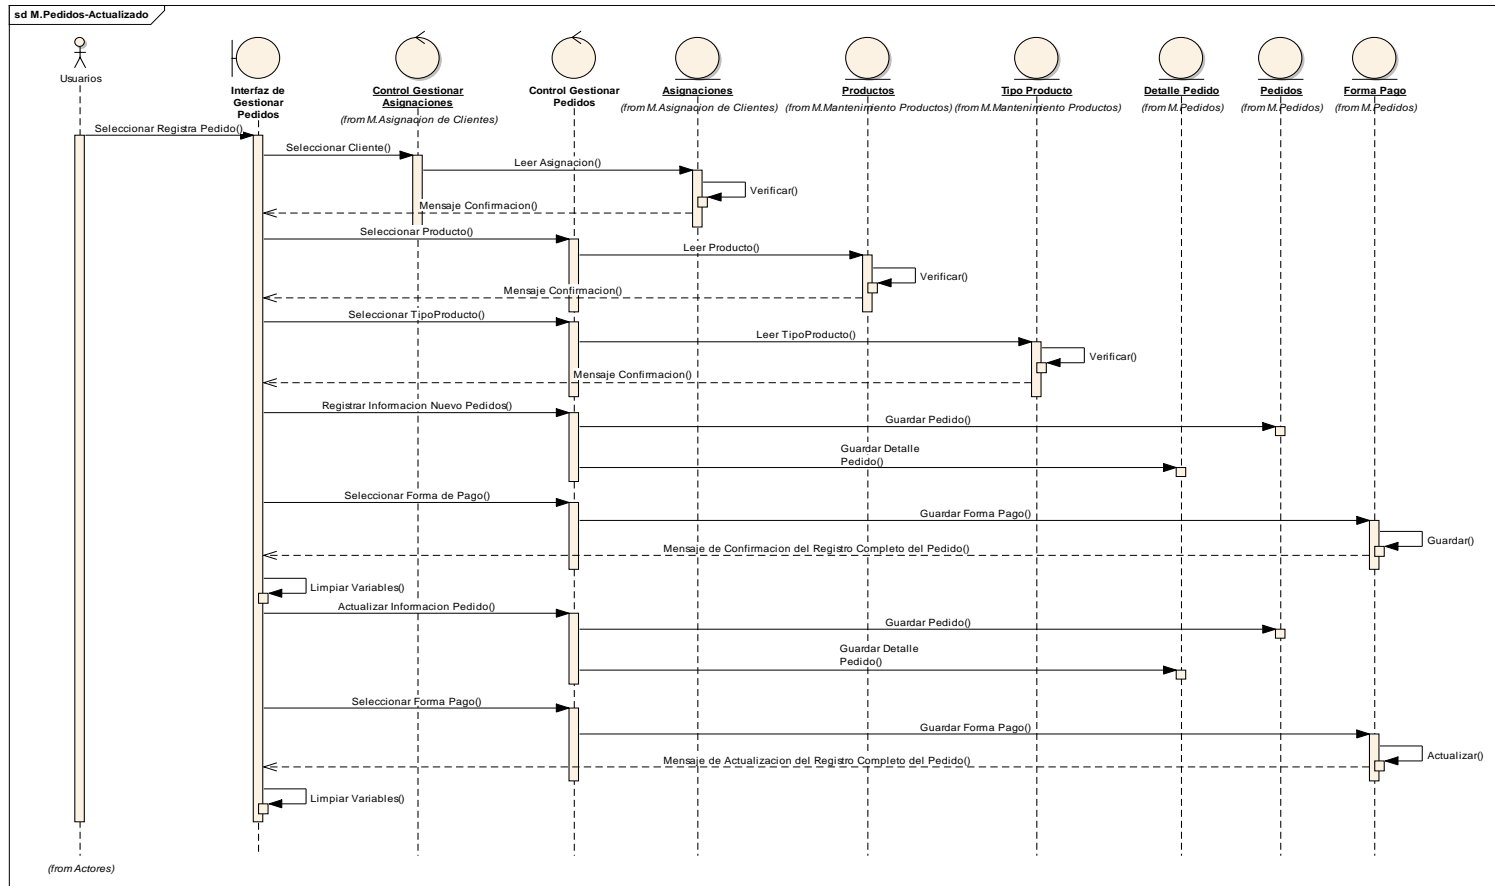 sd M.Pedidos-Actualizado
Usuarios
Interfaz de
Gestionar
Pedidos
Control Gestionar
Asignaciones
(from M.Asignacion de Clientes)
Control Gestionar
Pedidos
Asignaciones
(from M.Asignacion de Clientes)
Productos
(from M.Mantenimiento Productos)
Tipo Producto
(from M.Mantenimiento Productos)
Detalle Pedido
(from M.Pedidos)
Pedidos
(from M.Pedidos)
Forma Pago
(from M.Pedidos)
Seleccionar Registra Pedido()
Seleccionar Cliente()
Leer Asignacion()
Verificar()
Mensaje Confirmacion()
Seleccionar Producto()
Leer Producto()
Verificar()
Mensaje Confirmacion()
Seleccionar TipoProducto()
Leer TipoProducto()
Verificar()
Mensaje Confirmacion()
Registrar Informacion Nuevo Pedidos()
Guardar Pedido()
Guardar Detalle
Pedido()
Seleccionar Forma de Pago()
Guardar Forma Pago()
Guardar()
Mensaje de Confirmacion del Registro Completo del Pedido()
Limpiar Variables()
Actualizar Informacion Pedido()
Guardar Pedido()
Guardar Detalle
Pedido()
Seleccionar Forma Pago()
Guardar Forma Pago()
Actualizar()
Mensaje de Actualizacion del Registro Completo del Pedido()
Limpiar Variables()
(from Actores)